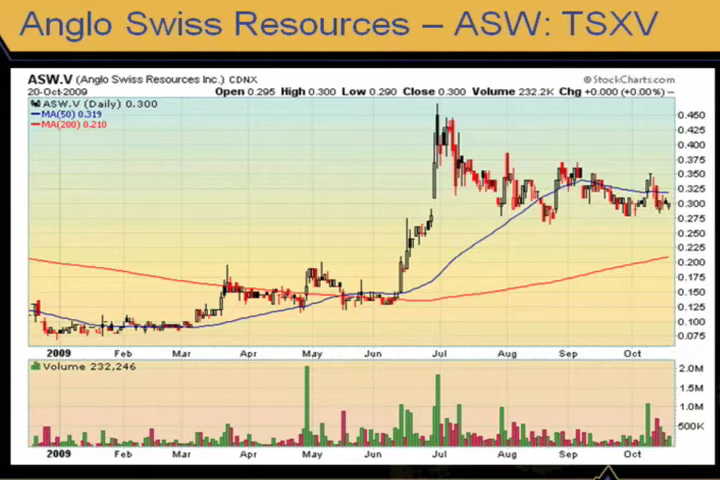 Anglo Swiss Resources – ASW: TSXV
ASW.V (Anglo Swiss Resources Inc.) CDNX
© StockCharts.com
20-Oct-2009
Open 0.295 High 0.300 Low 0.290 Close 0.300 Volume 232.2K Chg +0.000 (+0.00%)
ASW.V (Daily) 0.300
MA(50) 0.319
MA(200) 0.210
0.450
0.425
0.400
0.375
0.350
0.325
0.300
0.275
0.250
0.225
0.200
0.175
0.150
0.125
0.100
0.075
2009 Feb Mar Apr May Jun Jul Aug Sep Oct
Volume 232,246
2.0M
1.5M
1.0M
500K
2009 Feb Mar Apr May Jun Jul Aug Sep Oct